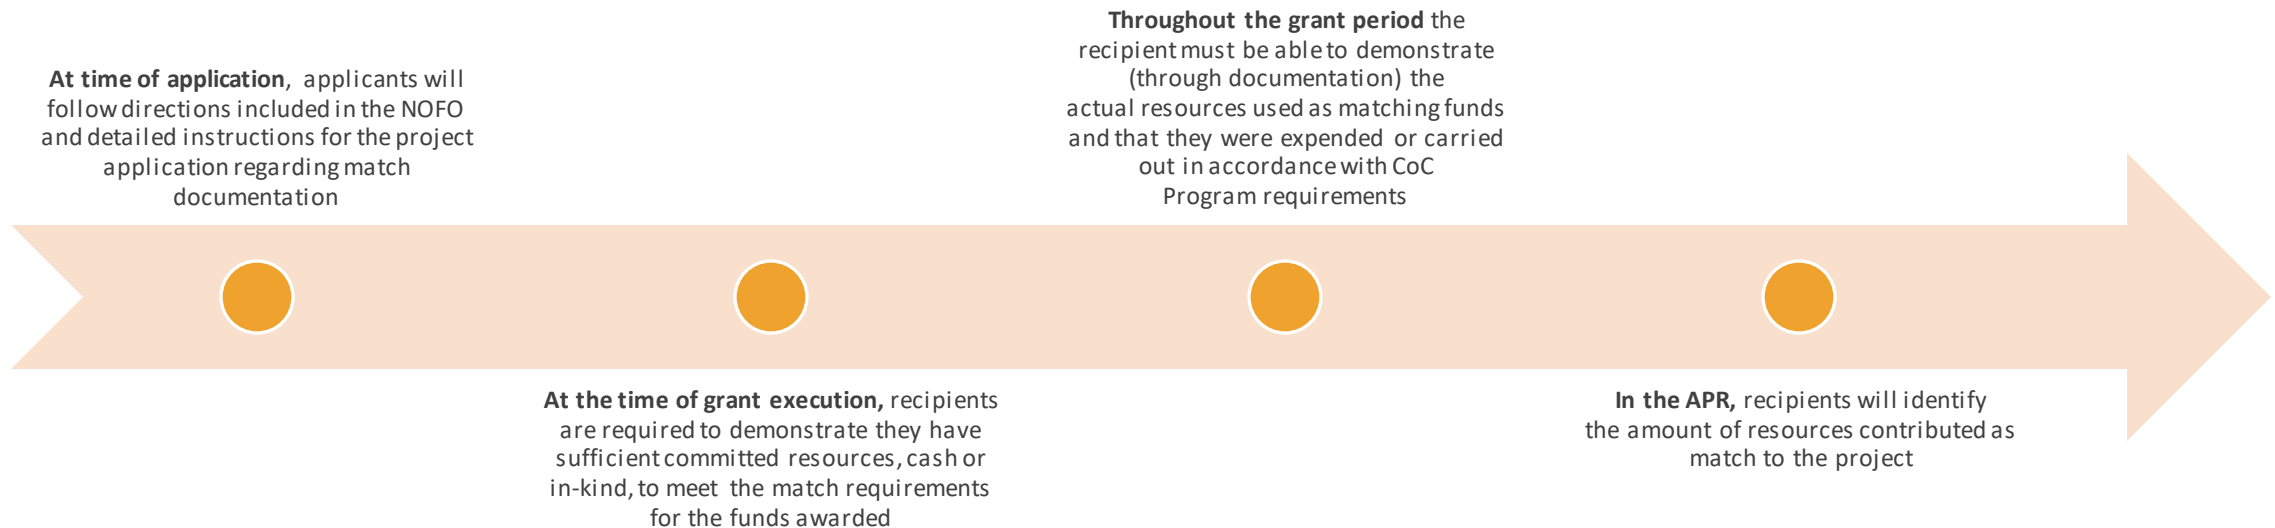 At time of application, applicants will
follow directions included in the NOFO
and detailed instructions for the project
application regarding match
documentation
At the time of grant execution, recipients
are required to demonstrate they have
sufficient committed resources, cash or
in-kind, to meet the match requirements
for the funds awarded
Throughout the grant period the
recipient must be able to demonstrate
(through documentation) the
actual resources used as matching funds
and that they were expended or carried
out in accordance with CoC
Program requirements
In the APR, recipients will identify
the amount of resources contributed as
match to the project